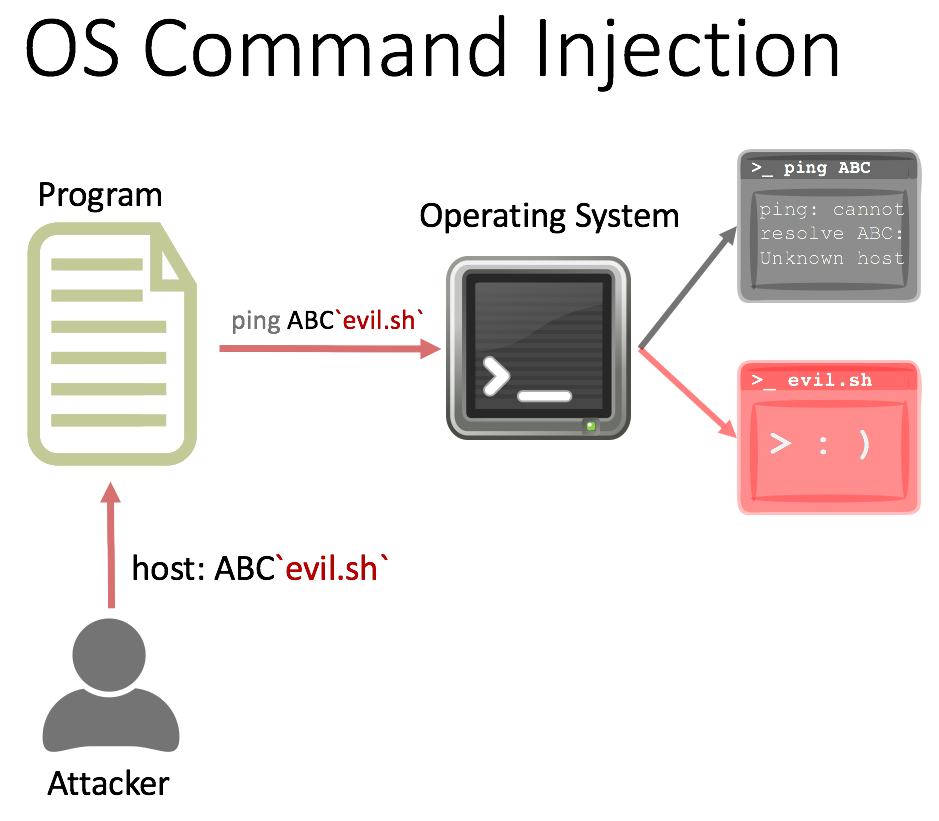 OS Command Injection
Program
Operating System
ping ABC`evil.sh`
>_ ping ABC
ping: cannot
resolve ABC:
Unknown host
>_ evil.sh
> : )
host: ABC`evil.sh`
Attacker